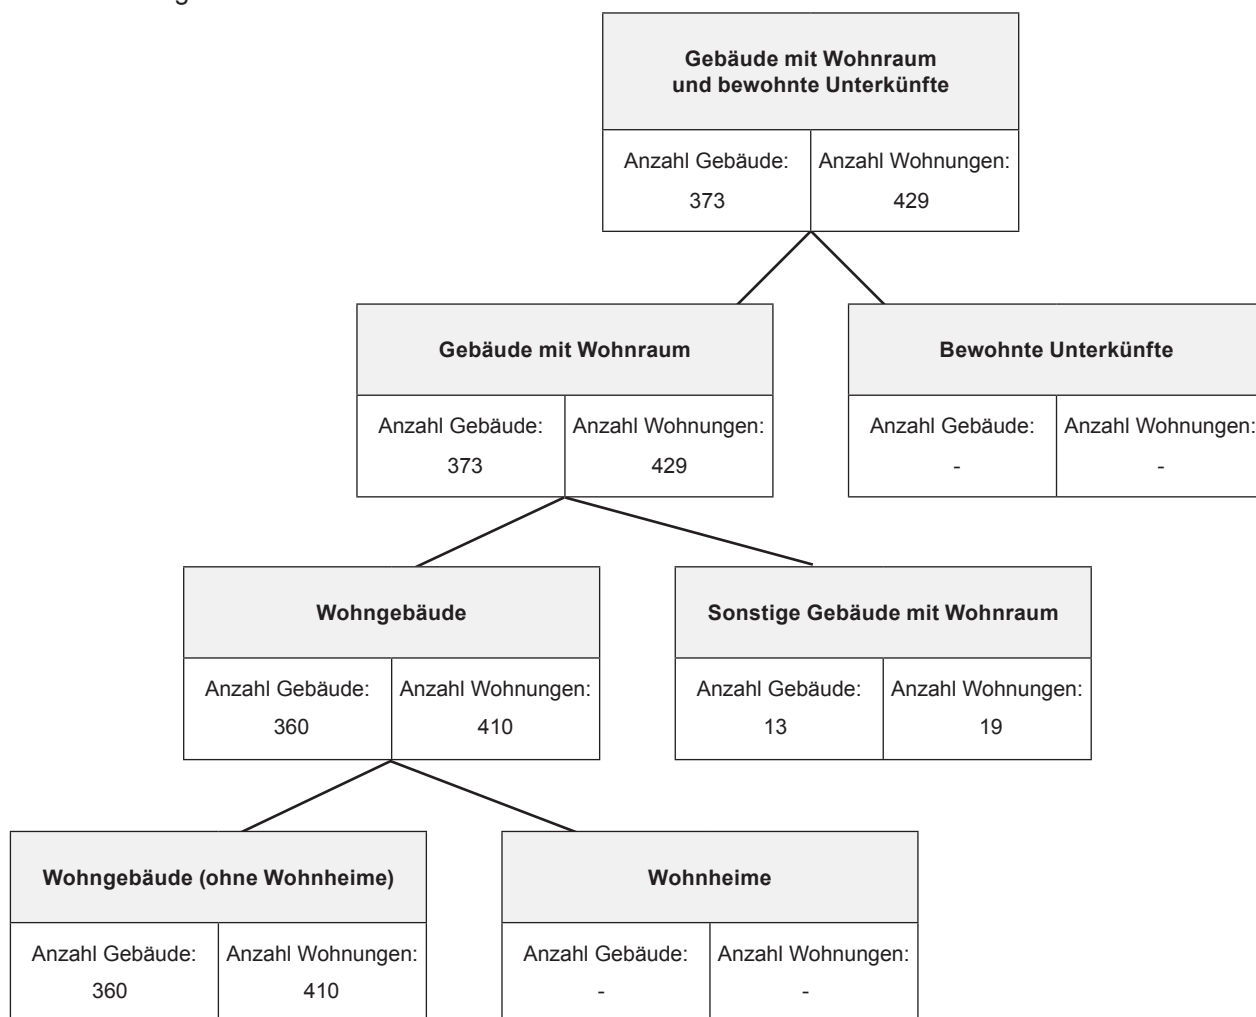 Gebäude mit Wohnraum
und bewohnte Unterkünfte
Anzahl Gebäude: Anzahl Wohnungen:
373 429
Gebäude mit Wohnraum Bewohnte Unterkünfte
Anzahl Gebäude: Anzahl Wohnungen: Anzahl Gebäude: Anzahl Wohnungen:
373 429 - -
Wohngebäude Sonstige Gebäude mit Wohnraum
Anzahl Gebäude: Anzahl Wohnungen: Anzahl Gebäude: Anzahl Wohnungen:
360 410 13 19
Wohngebäude (ohne Wohnheime) Wohnheime
Anzahl Gebäude: Anzahl Wohnungen: Anzahl Gebäude: Anzahl Wohnungen:
360 410 - -